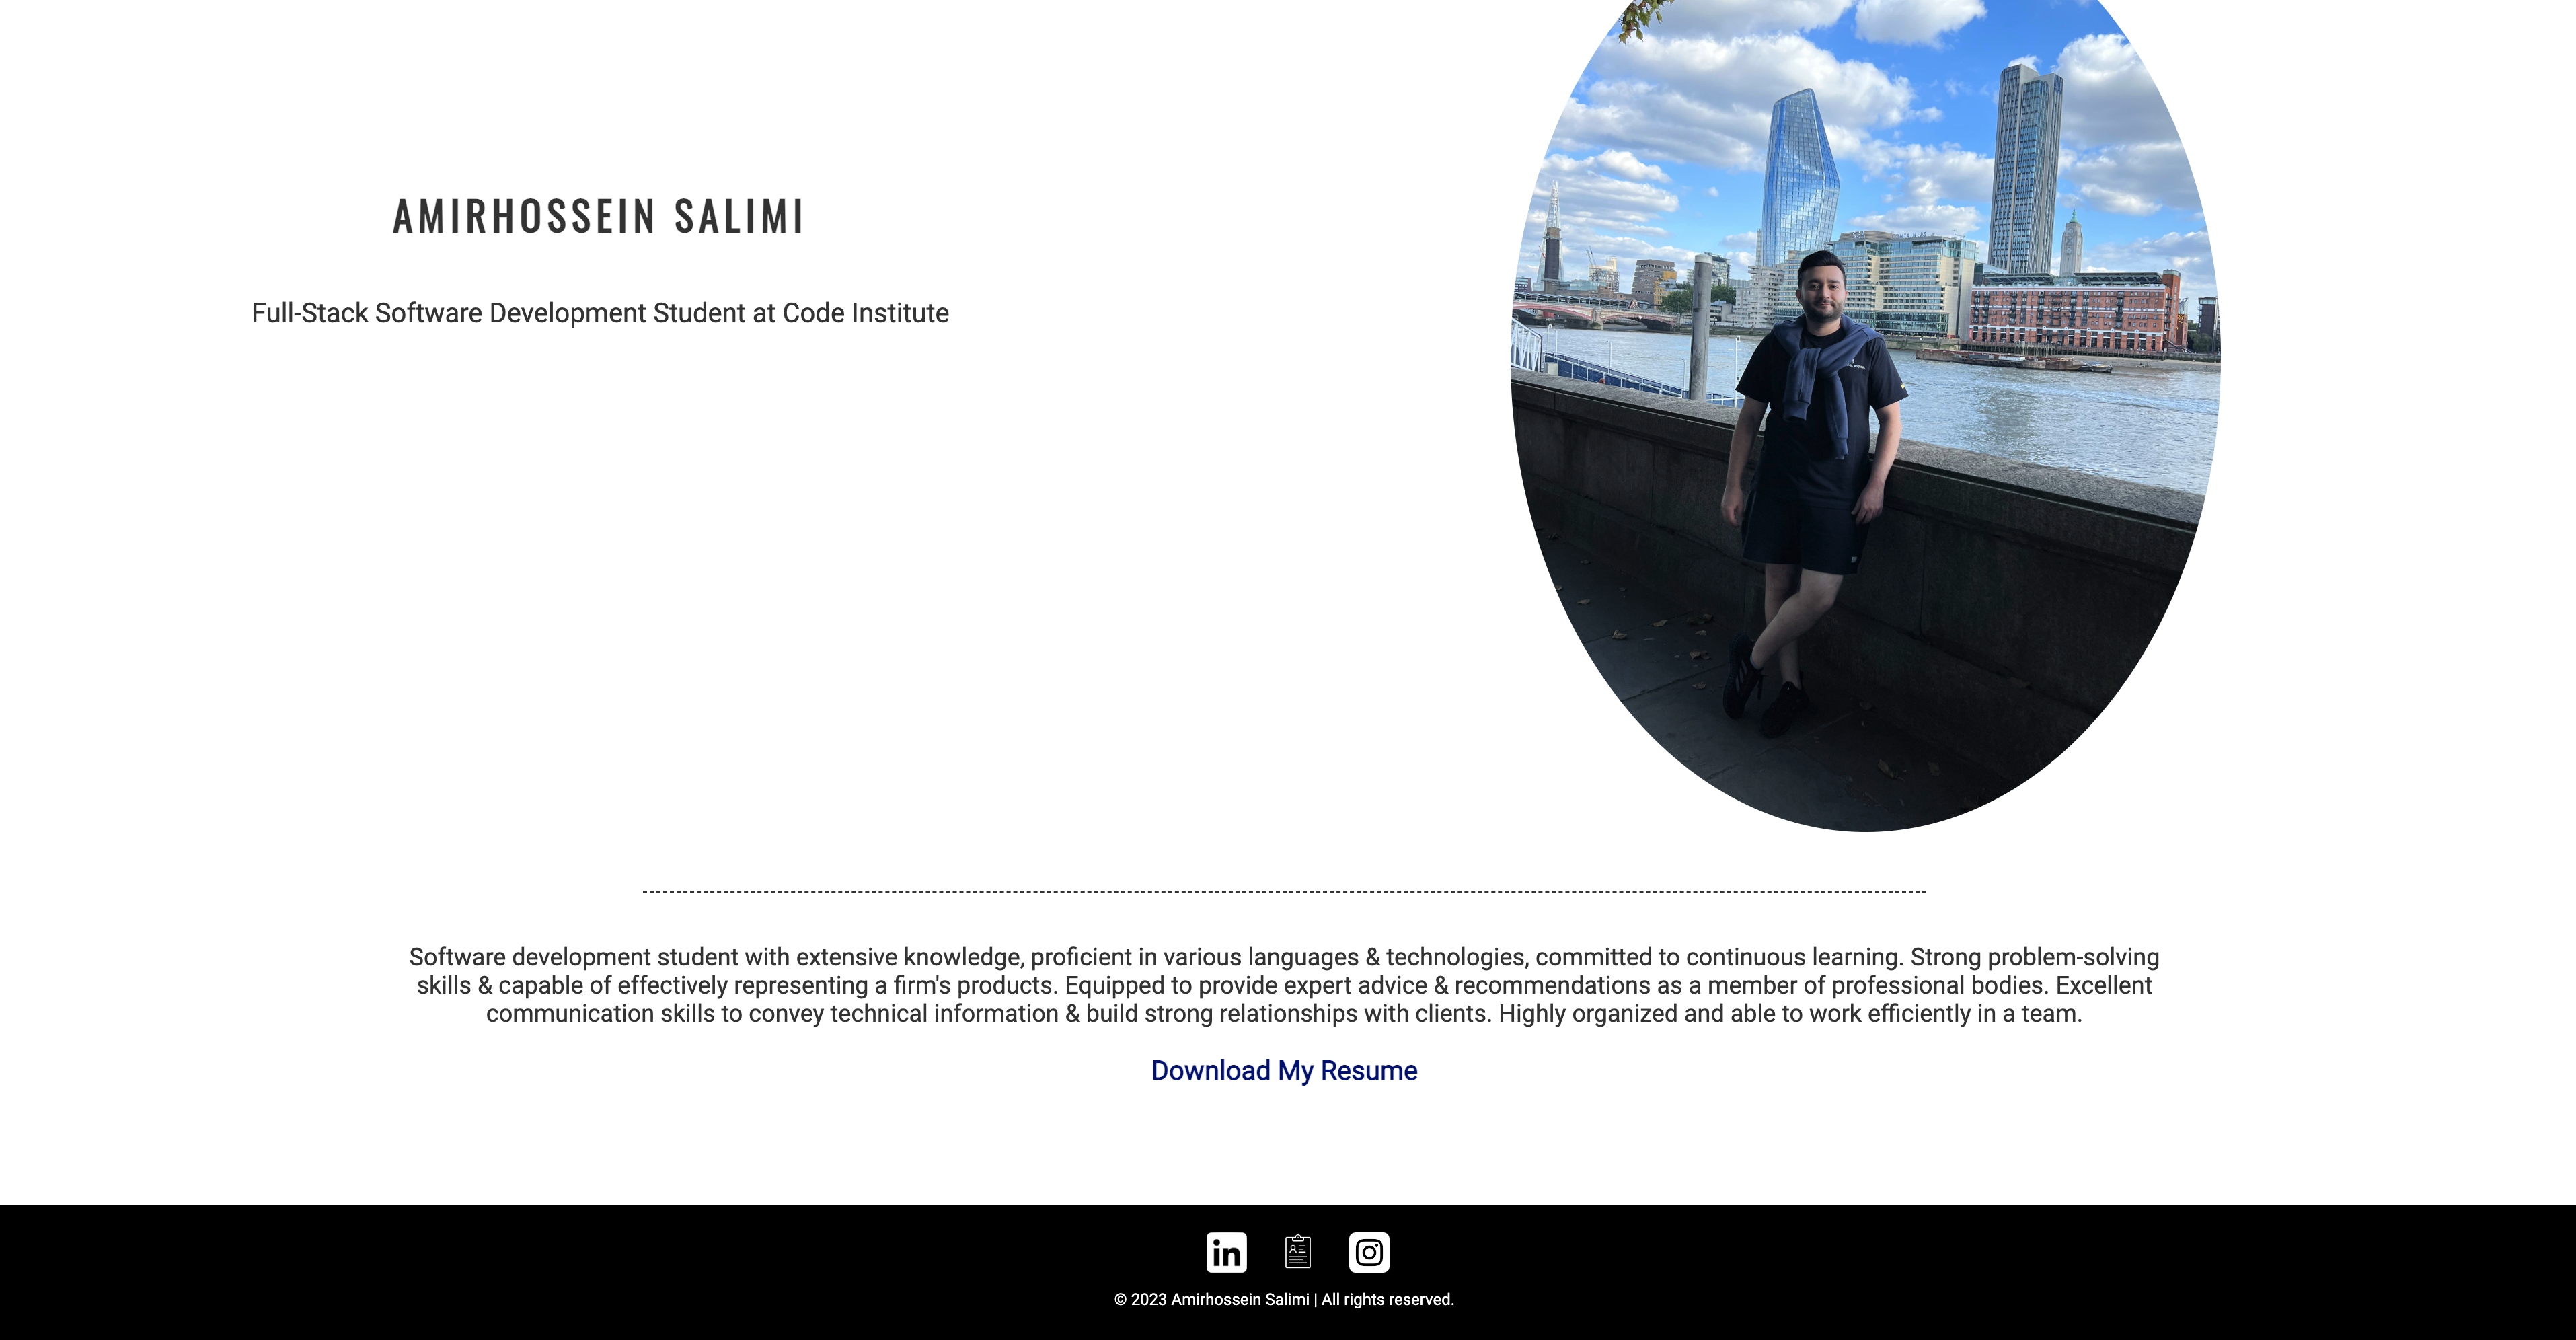 AMIRHOSSEIN SALIMI
Full-Stack Software Development Student at Code Institute
Software development student with extensive knowledge, proficient in various languages & technologies, committed to continuous learning. Strong problem-solving
skills & capable of effectively representing a firm's products. Equipped to provide expert advice & recommendations as a member of professional bodies. Excellent
communication skills to convey technical information & build strong relationships with clients. Highly organized and able to work efficiently in a team.
Download My Resume
in
© 2023 Amirhossein Salimi | All rights reserved.